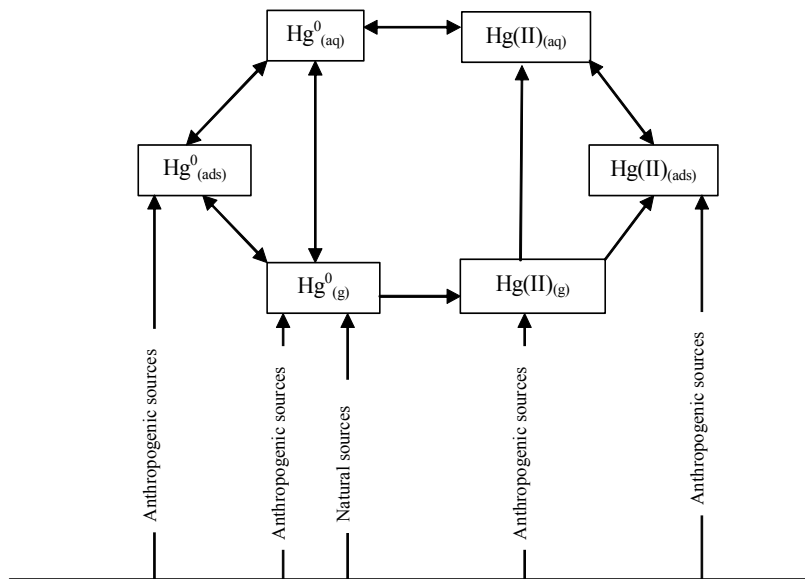 Hg⁰(aq)
Hg(II)(aq)
Hg⁰(ads)
Hg(II)(ads)
Hg⁰(g)
Hg(II)(g)
Anthropogenic sources
Anthropogenic sources
Natural sources
Anthropogenic sources
Anthropogenic sources